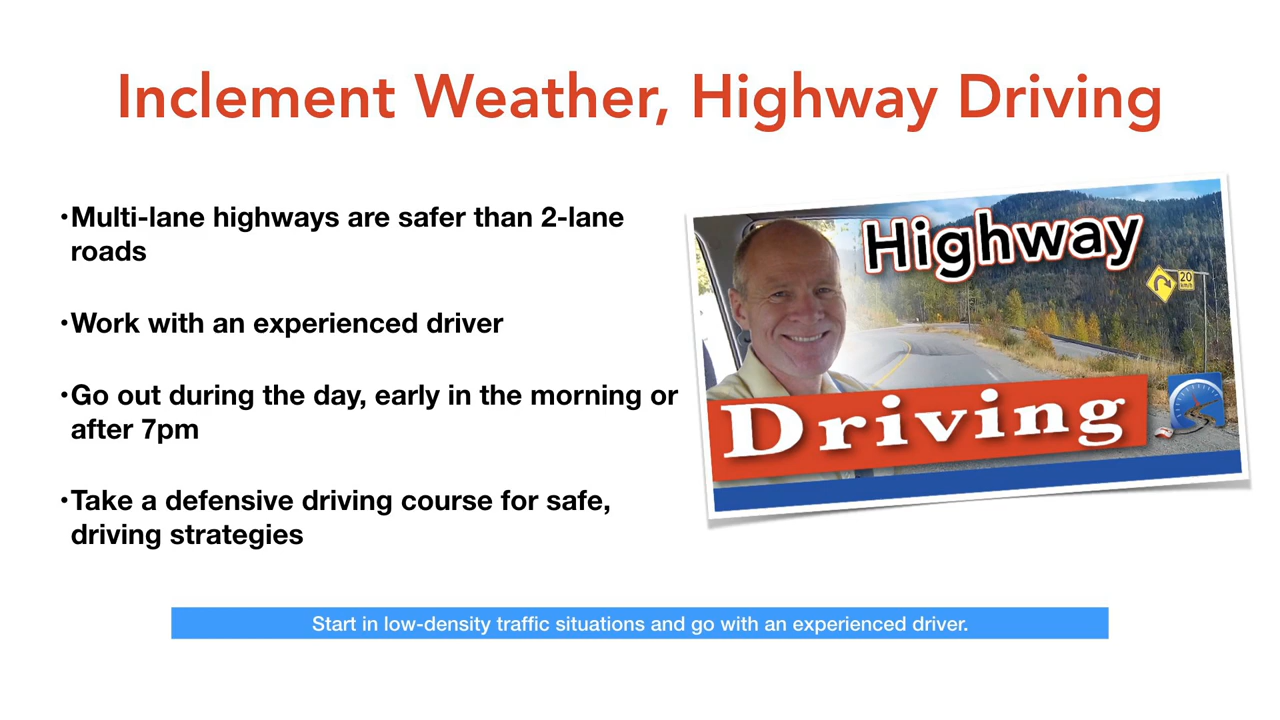 Inclement Weather, Highway Driving
•Multi-lane highways are safer than 2-lane
roads
•Work with an experienced driver
•Go out during the day, early in the morning or
after 7pm
•Take a defensive driving course for safe,
driving strategies
Highway
20
km/h
Driving
Start in low-density traffic situations and go with an experienced driver.